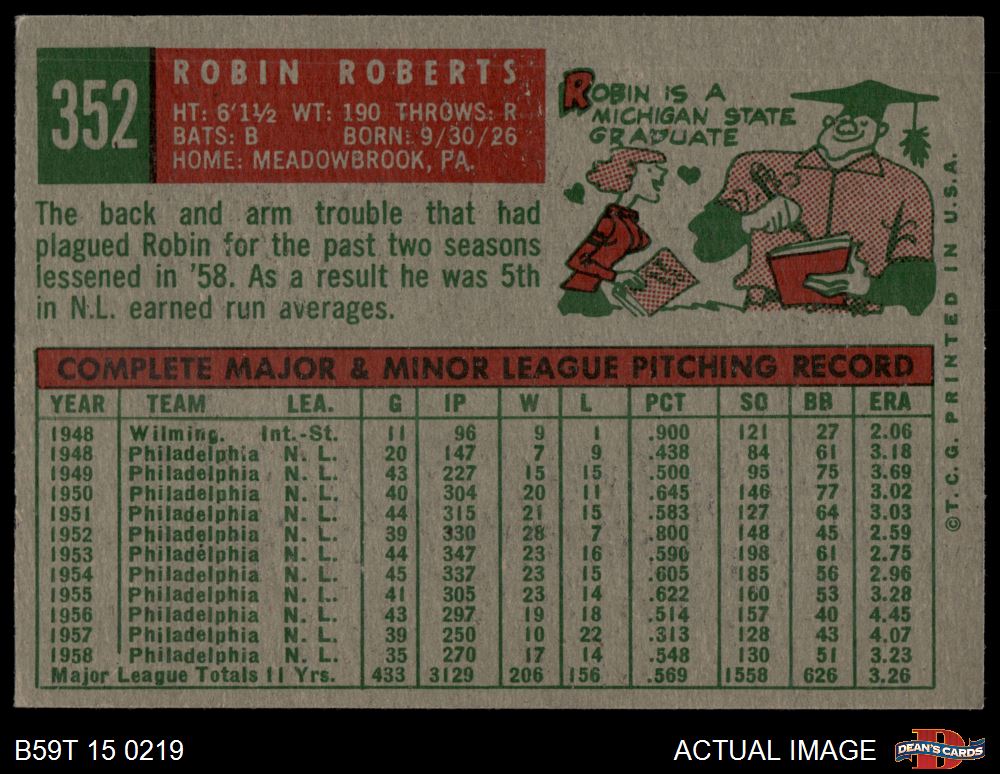 352
ROBIN ROBERTS
HT: 6'1½ WT: 190 THROWS: R
BATS: B BORN: 9/30/26
HOME: MEADOWBROOK, PA.
The back and arm trouble that had
plagued Robin for the past two seasons
lessened in '58. As a result he was 5th
in N.L. earned run averages.
ROBIN IS A
MICHIGAN STATE
GRADUATE
COMPLETE MAJOR & MINOR LEAGUE PITCHING RECORD
YEAR TEAM LEA. G IP W L PCT SO BB ERA
1948 Wilming. Int.-St. 11 96 9 1 .900 121 27 2.06
1948 Philadelphia N. L. 20 147 7 9 .438 84 61 3.18
1949 Philadelphia N. L. 43 227 15 15 .500 95 75 3.69
1950 Philadelphia N. L. 40 304 20 11 .645 146 77 3.02
1951 Philadelphia N. L. 44 315 21 15 .583 127 64 3.03
1952 Philadelphia N. L. 39 330 28 7 .800 148 45 2.59
1953 Philadelphia N. L. 44 347 23 16 .590 198 61 2.75
1954 Philadelphia N. L. 45 337 23 15 .605 185 56 2.96
1955 Philadelphia N. L. 41 305 23 14 .622 160 53 3.28
1956 Philadelphia N. L. 43 297 19 18 .514 157 40 4.45
1957 Philadelphia N. L. 39 250 10 22 .313 128 43 4.07
1958 Philadelphia N. L. 35 270 17 14 .548 130 51 3.23
Major League Totals 11 Yrs. 433 3129 206 156 .569 1558 626 3.26
©T. C. G. PRINTED IN U.S.A.
B59T 15 0219
ACTUAL IMAGE
DEAN'S CARDS